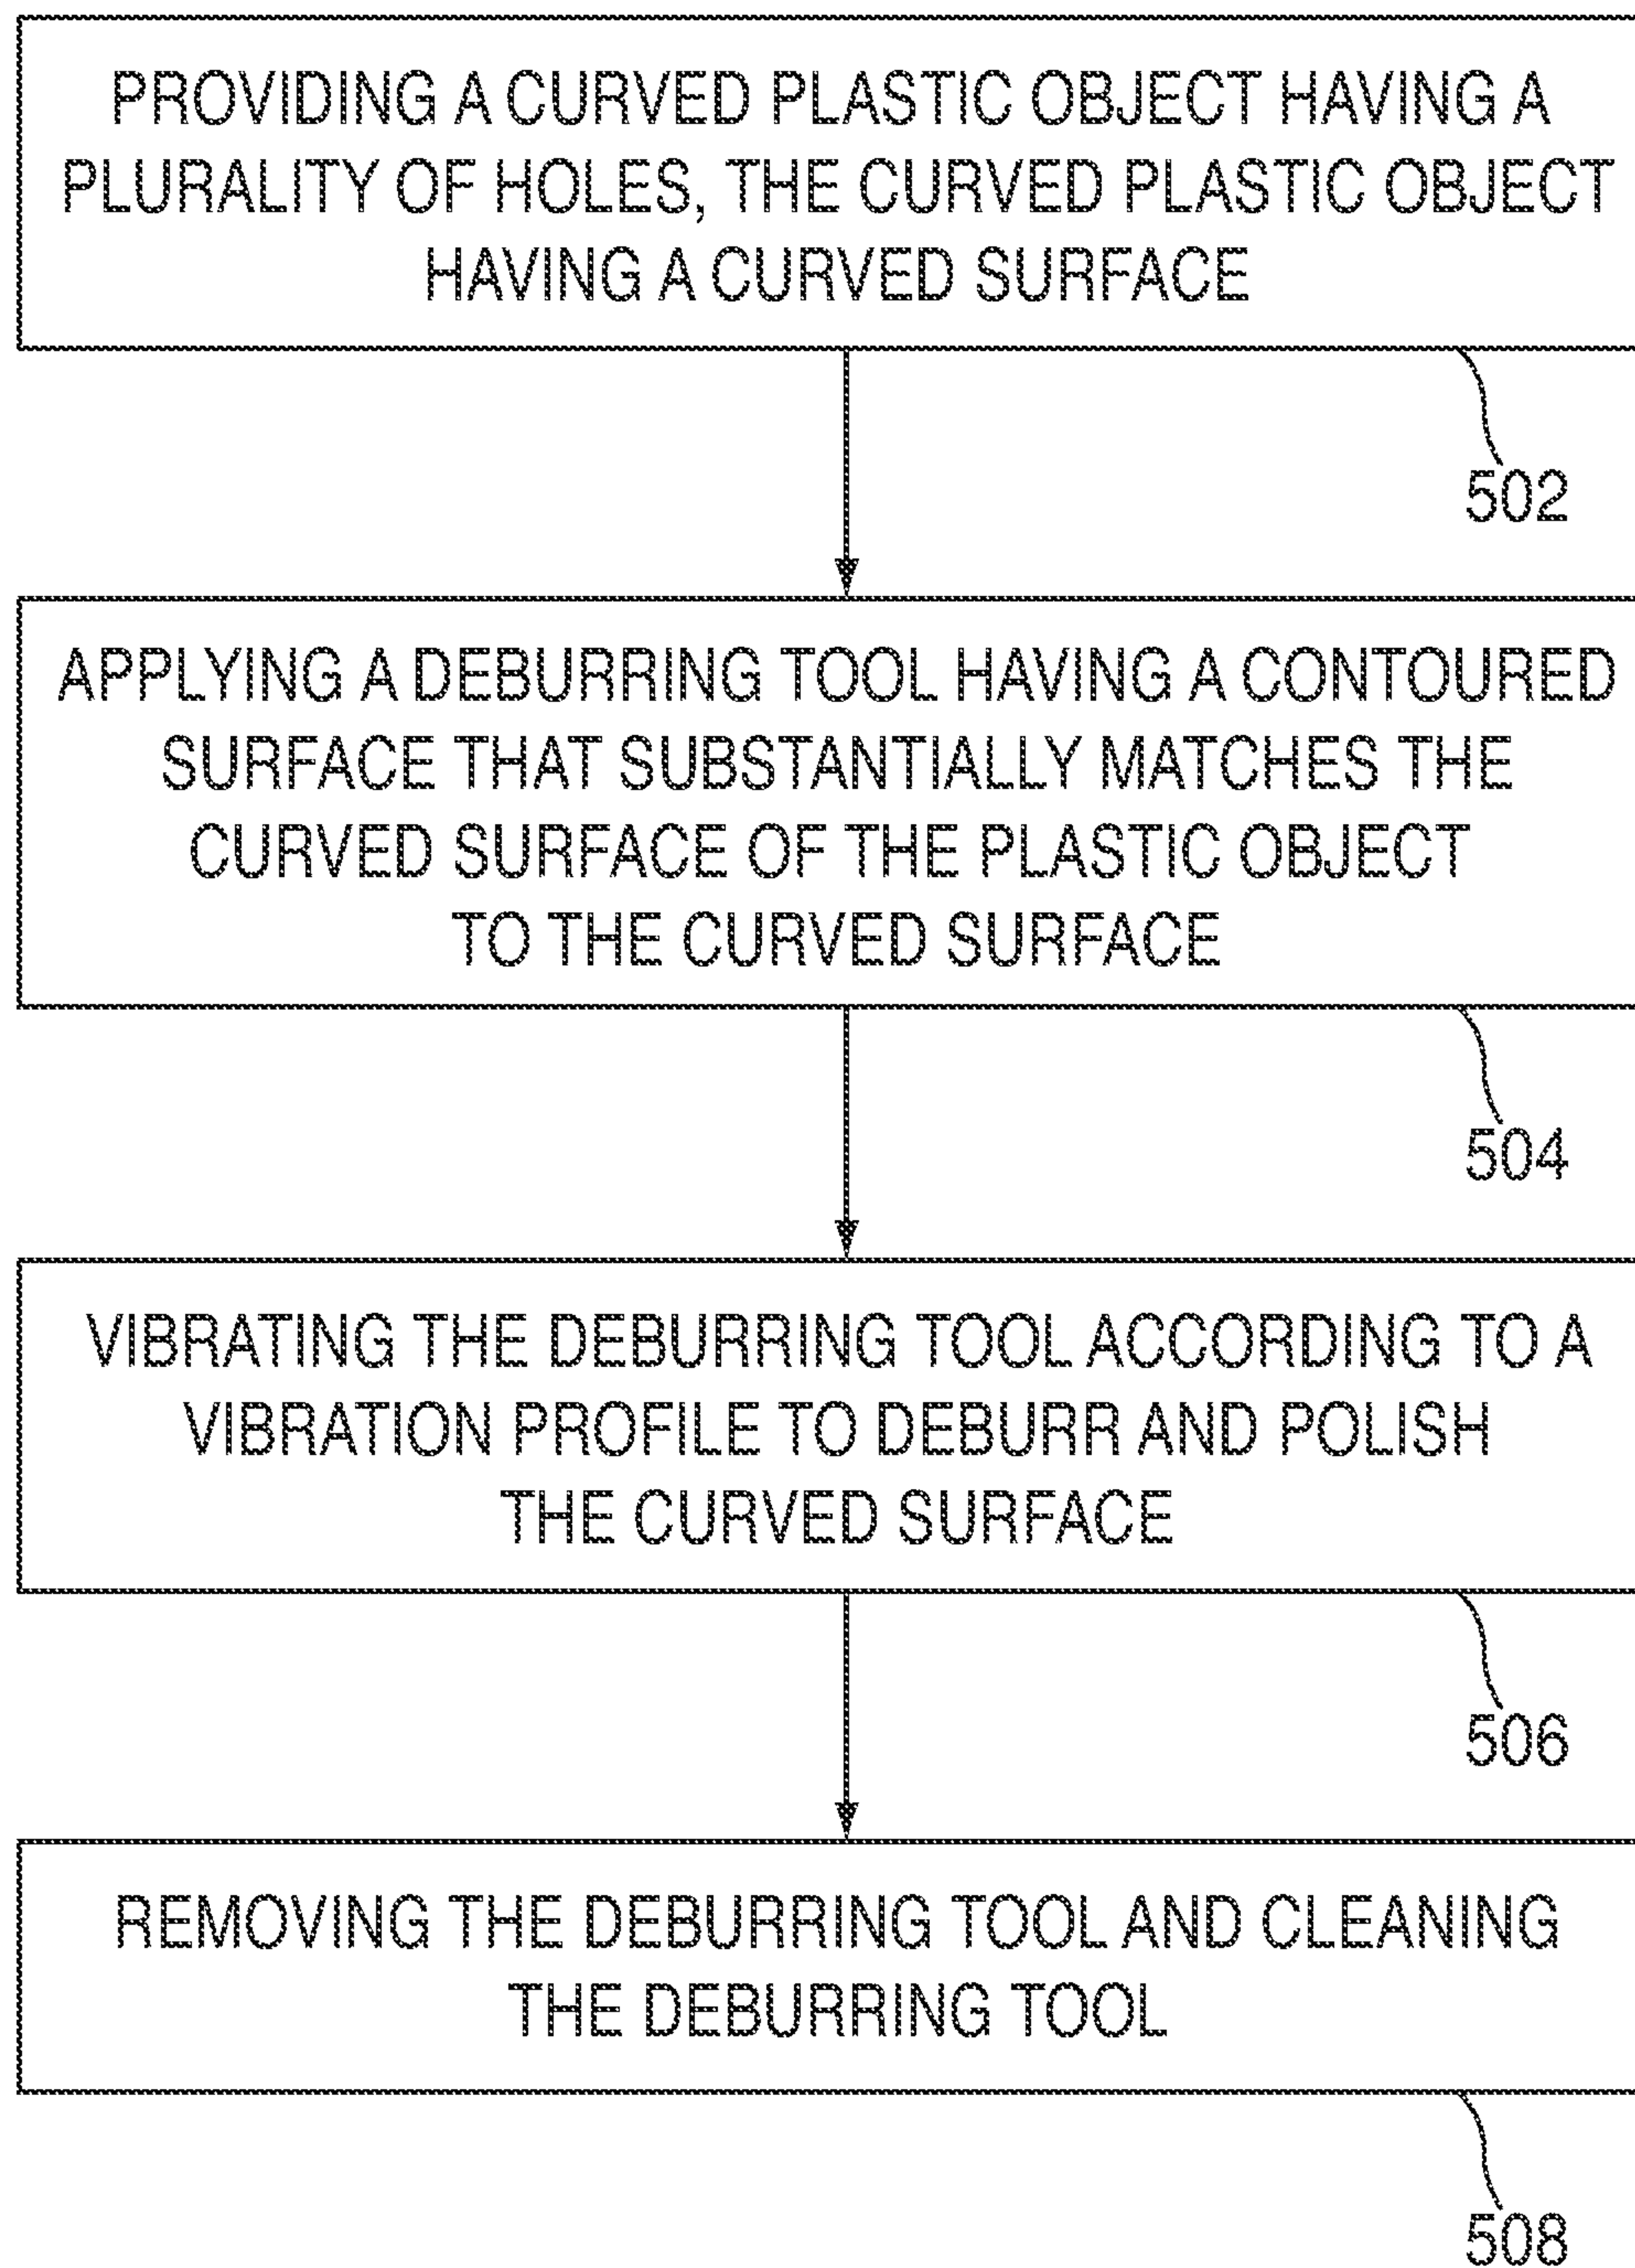 PROVIDING A CURVED PLASTIC OBJECT HAVING A
PLURALITY OF HOLES, THE CURVED PLASTIC OBJECT
HAVING A CURVED SURFACE
502
APPLYING A DEBURRING TOOL HAVING A CONTOURED
SURFACE THAT SUBSTANTIALLY MATCHES THE
CURVED SURFACE OF THE PLASTIC OBJECT
TO THE CURVED SURFACE
504
VIBRATING THE DEBURRING TOOL ACCORDING TO A
VIBRATION PROFILE TO DEBURR AND POLISH
THE CURVED SURFACE
506
REMOVING THE DEBURRING TOOL AND CLEANING
THE DEBURRING TOOL
508